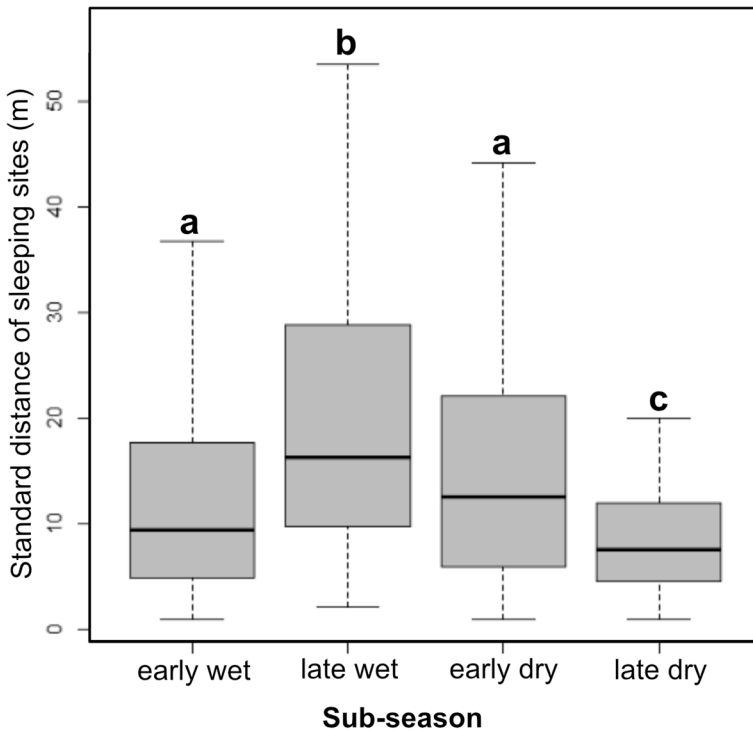 Standard distance of sleeping sites (m)
50
40
30
20
10
0
a
b
a
c
early wet
late wet
early dry
late dry
Sub-season